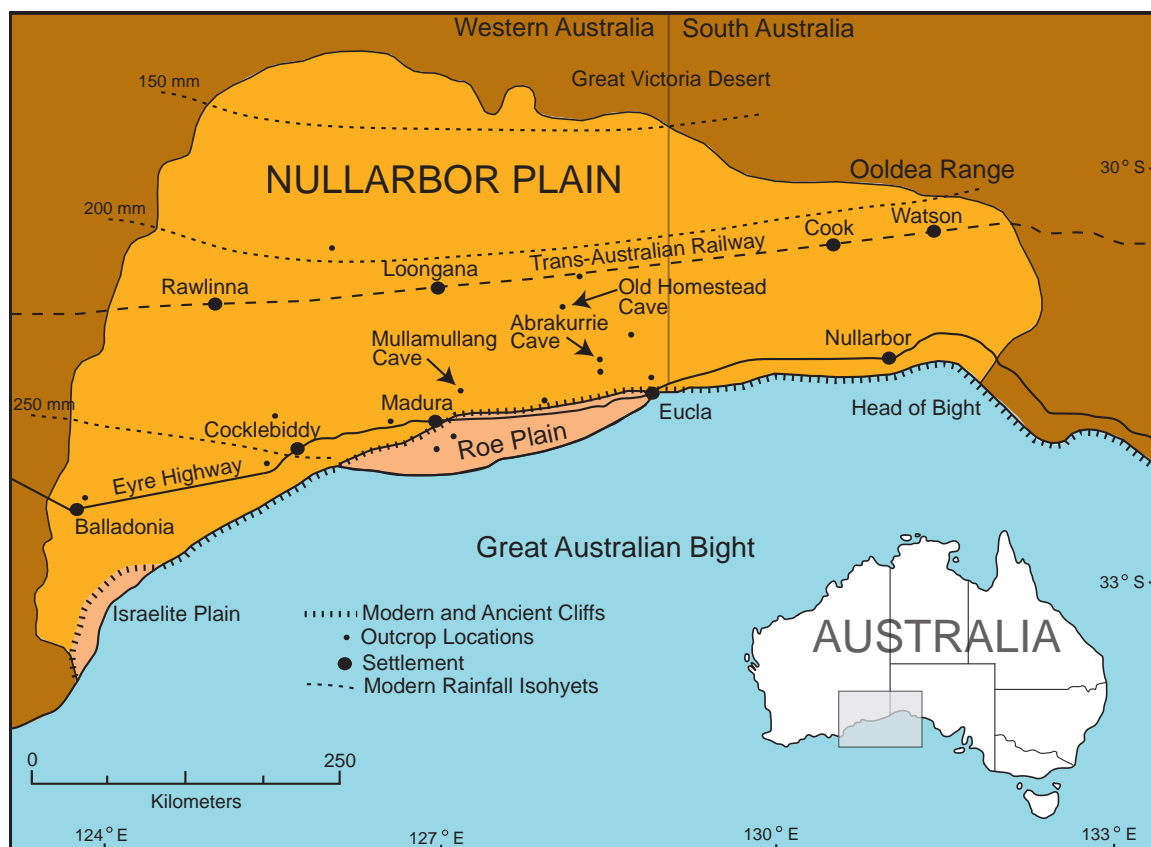 Western Australia
South Australia
Great Victoria Desert
150 mm
NULLARBOR PLAIN
Ooldea Range
30° S
200 mm
Watson
Cook
Trans-Australian Railway
Loongana
Rawlinna
Old Homestead
Cave
Abrakurrie
Cave
Mullamullang
Cave
Nullarbor
Madura
Eucla
Head of Bight
250 mm
Cocklebiddy
Roe Plain
Eyre Highway
Balladonia
Great Australian Bight
33° S
Israelite Plain
Modern and Ancient Cliffs
Outcrop Locations
Settlement
Modern Rainfall Isohyets
AUSTRALIA
0
250
Kilometers
124° E
127° E
130° E
133° E